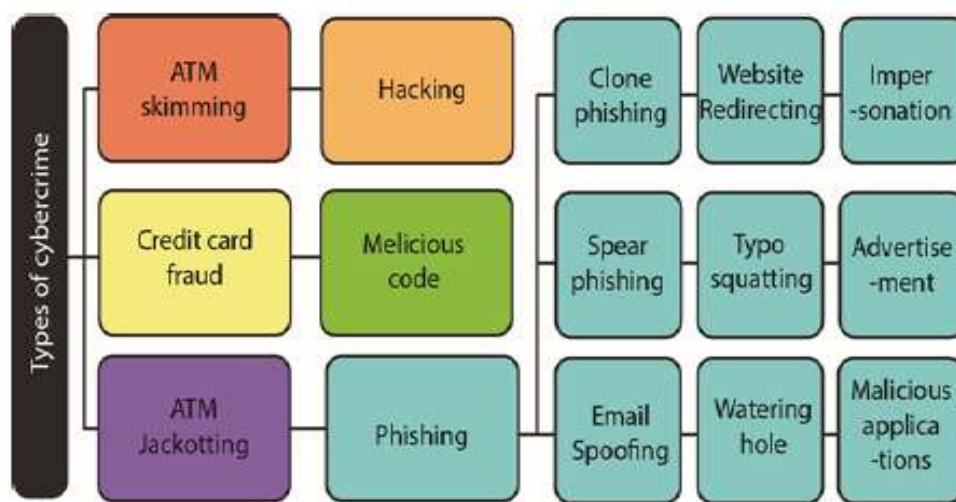 Types of cybercrime
ATM
skimming
Hacking
Clone
phishing
Website
Redirecting
Imper
-sonation
Credit card
fraud
Melicious
code
Spear
phishing
Typo
squatting
Advertise
-ment
ATM
Jackotting
Phishing
Email
Spoofing
Watering
hole
Malicious
applica
-tions